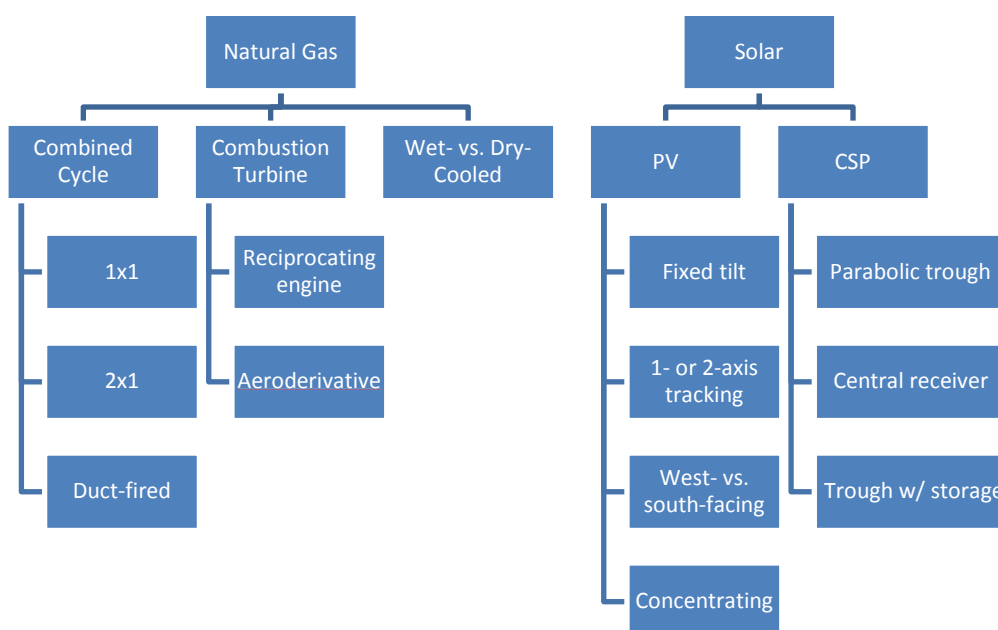 Natural Gas
Combined
Cycle
1x1
2x1
Duct-fired
Combustion
Turbine
Reciprocating
engine
Aeroderivative
Wet- vs. Dry-
Cooled
Solar
PV
Fixed tilt
1- or 2-axis
tracking
West- vs.
south-facing
Concentrating
CSP
Parabolic trough
Central receiver
Trough w/ storage